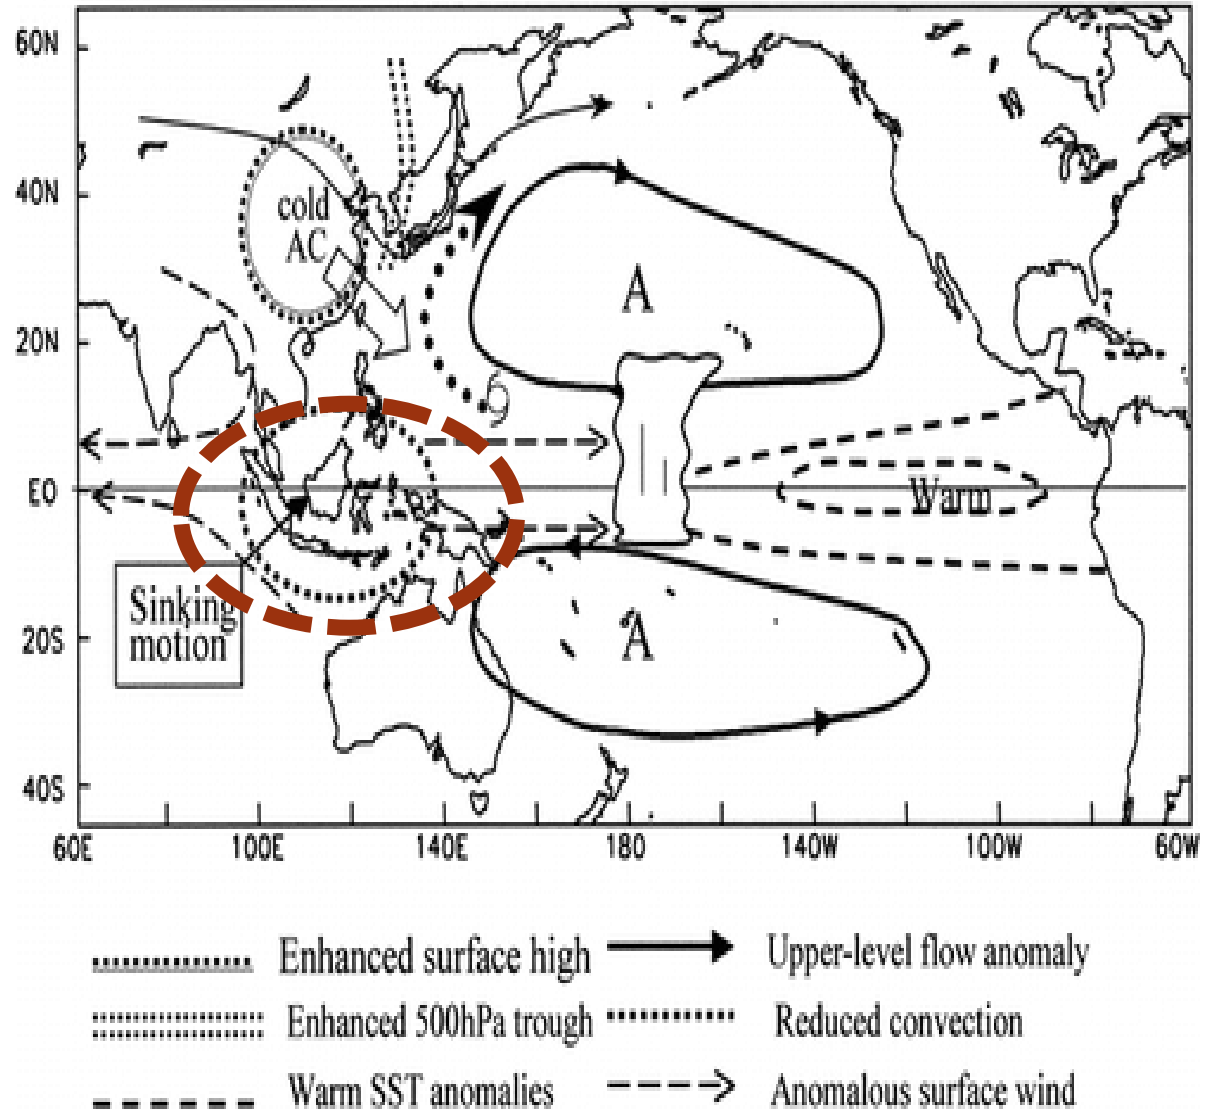 60N
40N
20N
EQ
20S
40S
60E 100E 140E 180 140W 100W 60W
cold
AC
A
Warm
Sinking
motion
A
Enhanced surface high
Upper-level flow anomaly
Enhanced 500hPa trough
Reduced convection
Warm SST anomalies
Anomalous surface wind